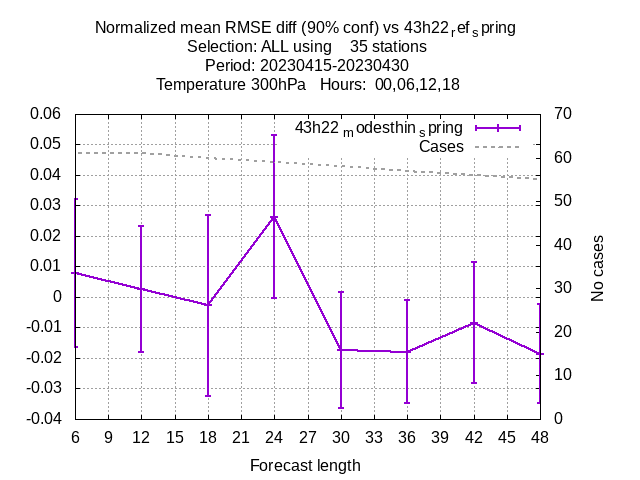 Normalized mean RMSE diff (90% conf) vs 43h22ᵣefₛpring
Selection: ALL using    35 stations
Period: 20230415-20230430
Temperature 300hPa   Hours:  00,06,12,18
43h22ₘodesthinₛpring
Cases
0.06
0.05
0.04
0.03
0.02
0.01
0
-0.01
-0.02
-0.03
-0.04
70
60
50
40
30
20
10
0
No cases
6 9 12 15 18 21 24 27 30 33 36 39 42 45 48
Forecast length